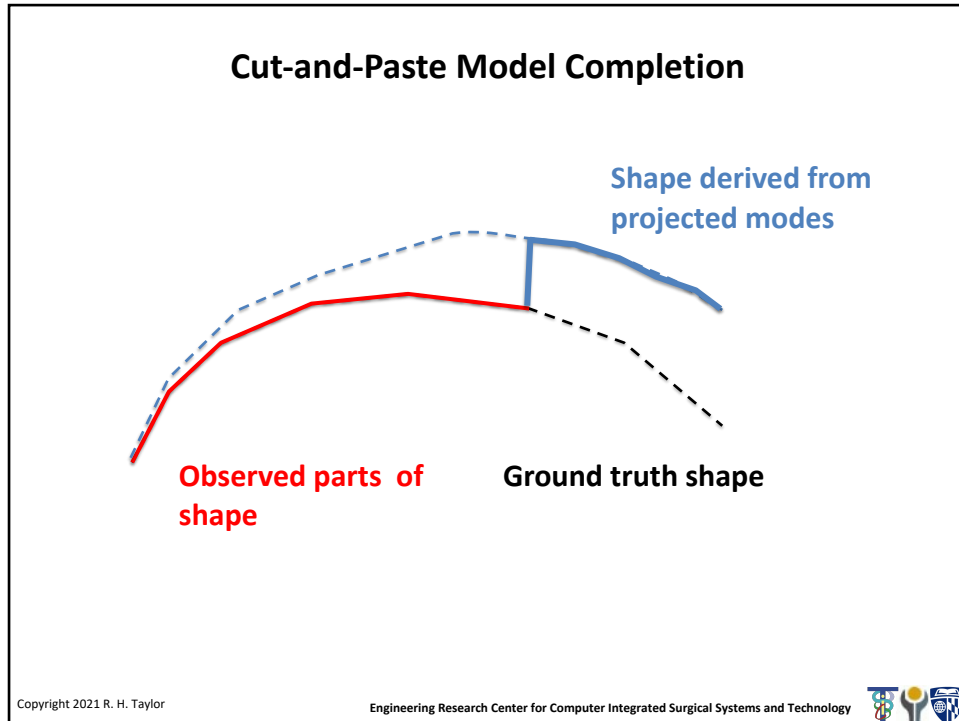 Cut-and-Paste Model Completion
Shape derived from
projected modes
Observed parts of
shape
Ground truth shape
Copyright 2021 R. H. Taylor
Engineering Research Center for Computer Integrated Surgical Systems and Technology